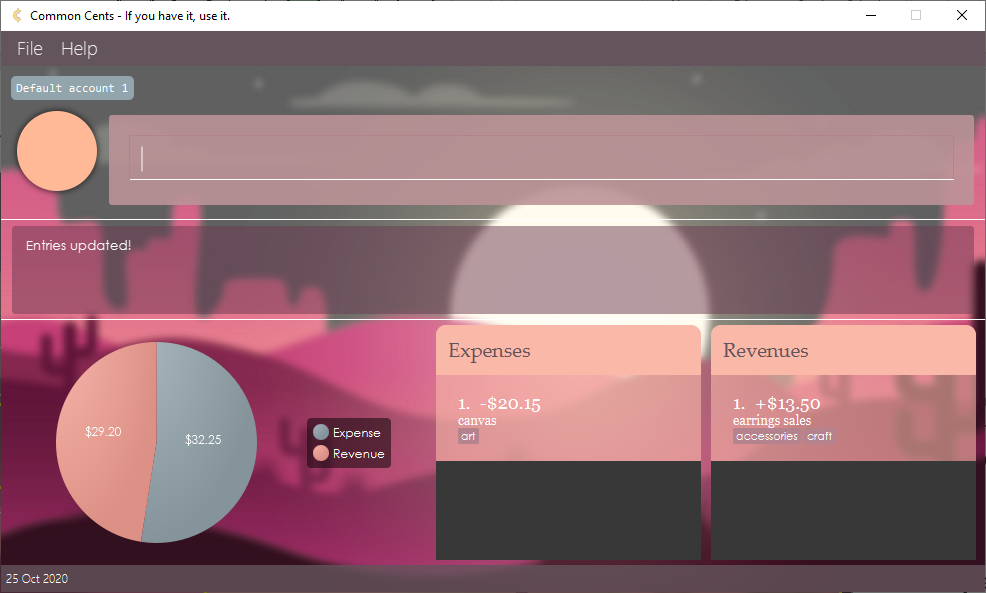 Common Cents - If you have it, use it.
File Help
Default account 1
Entries updated!
$29.20
$32.25
Expense
Revenue
Expenses
1. -$20.15
canvas
art
Revenues
1. +$13.50
earrings sales
accessories craft
25 Oct 2020